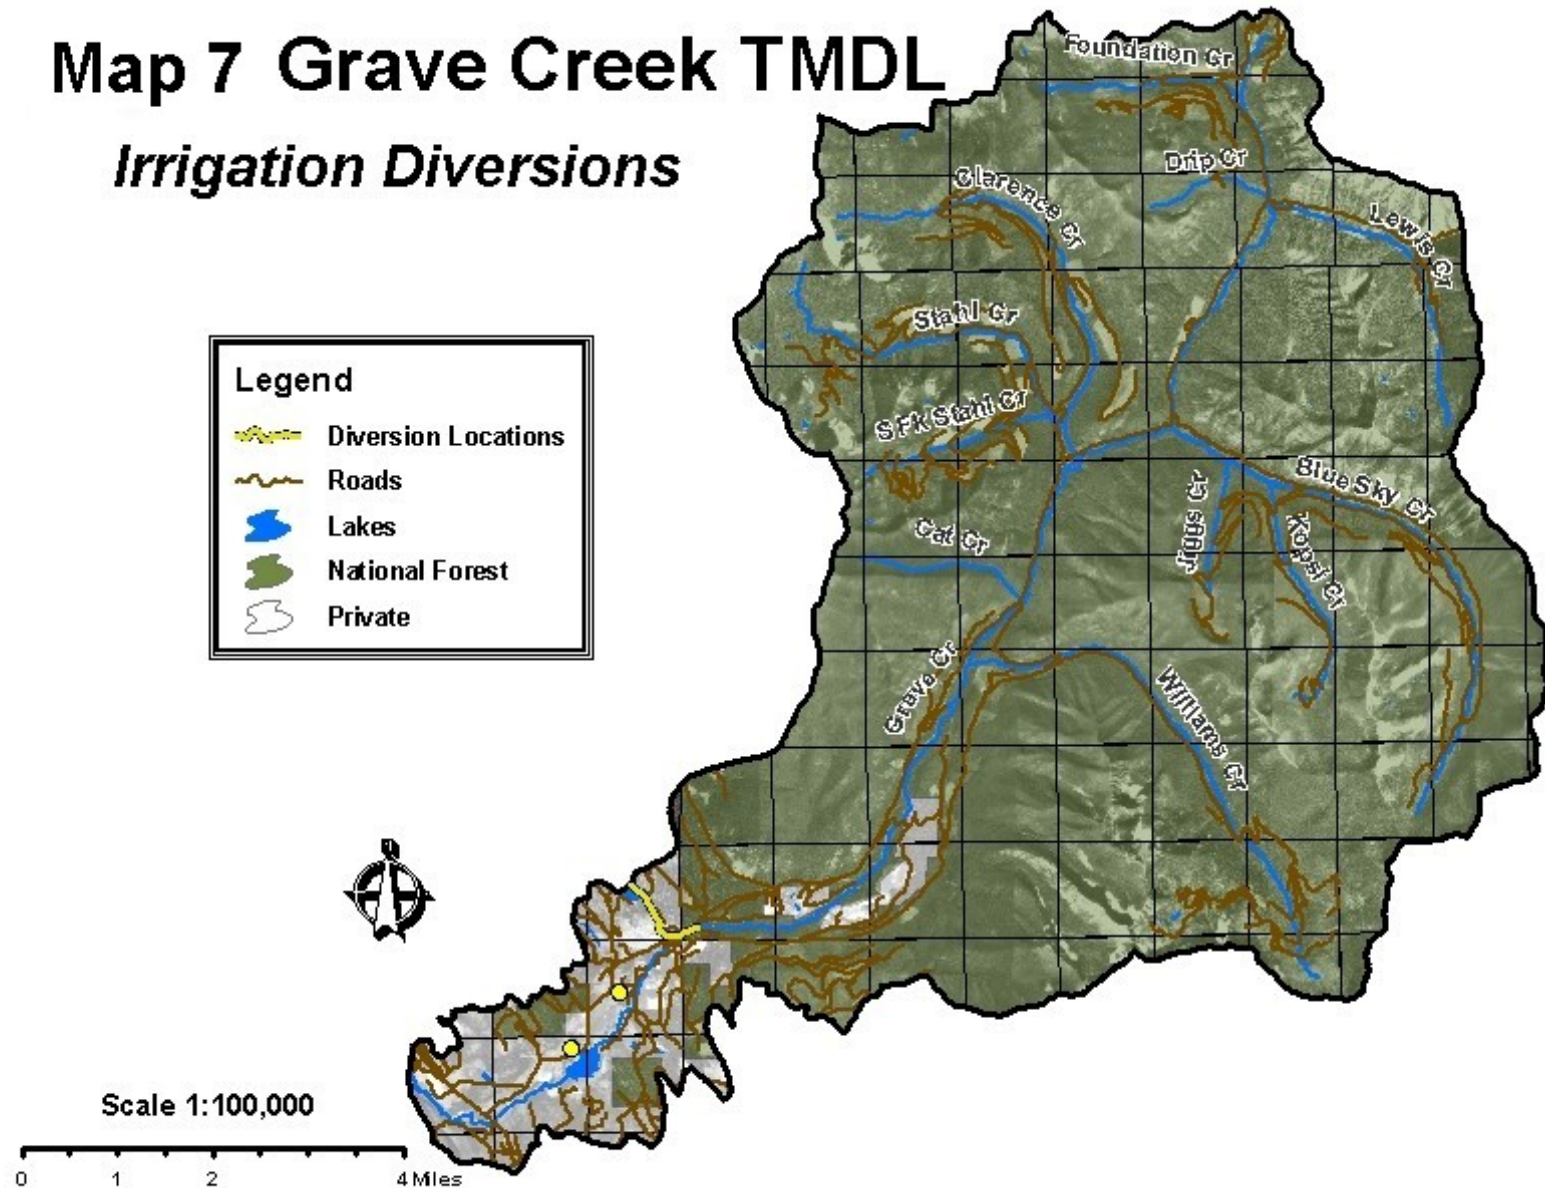 Map 7 Grave Creek TMDL
Irrigation Diversions
Foundation Cr
Drip Cr
Clarence Cr
Lewis Cr
Stahl Cr
S Fk Stahl Cr
Blue Sky Cr
Jiggs Cr
Kopsi Cr
Cat Cr
Grave Cr
Williams Cr
Legend
Diversion Locations
Roads
Lakes
National Forest
Private
Scale 1:100,000
0 1 2 4 Miles